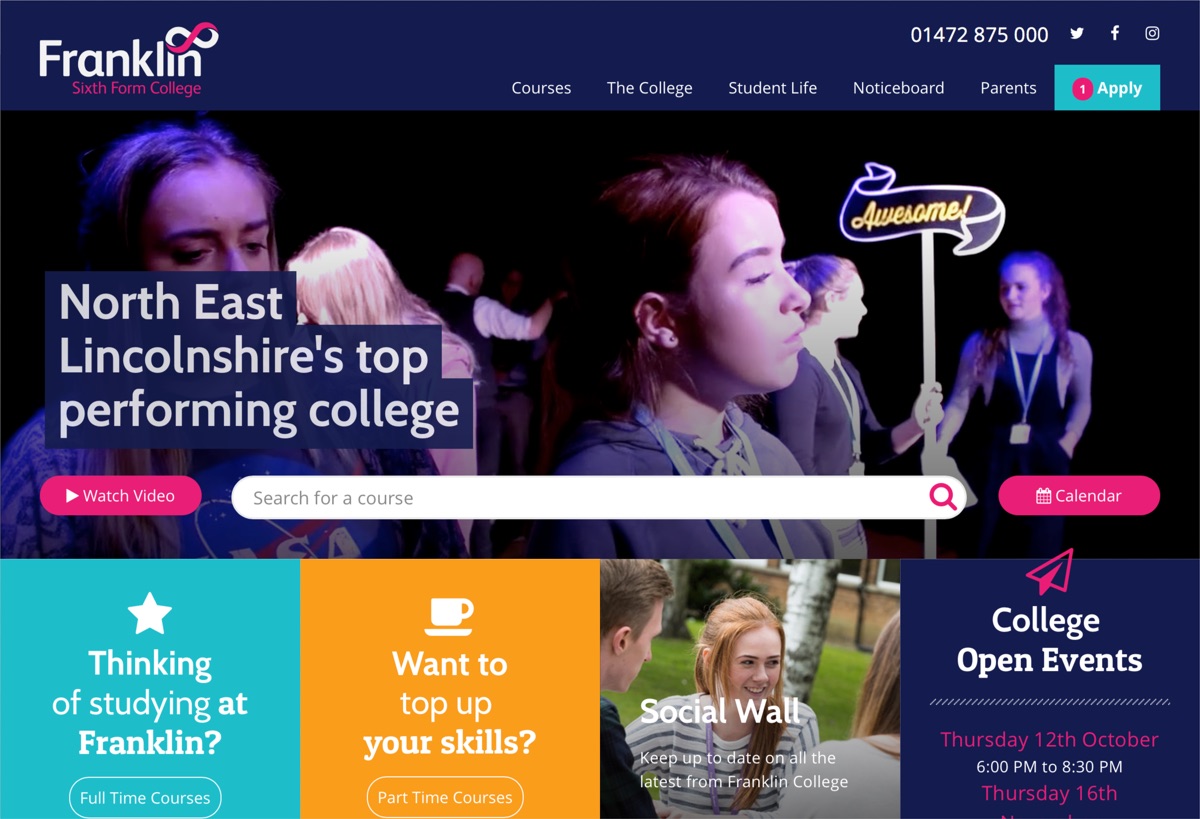 Franklin
Sixth Form College
01472 875 000
Courses
The College
Student Life
Noticeboard
Parents
1 Apply
Awesome!
North East
Lincolnshire's top
performing college
Watch Video
Search for a course
Calendar
Thinking
of studying at
Franklin?
Full Time Courses
Want to
top up
your skills?
Part Time Courses
Social Wall
Keep up to date on all the
latest from Franklin College
College
Open Events
Thursday 12th October
6:00 PM to 8:30 PM
Thursday 16th